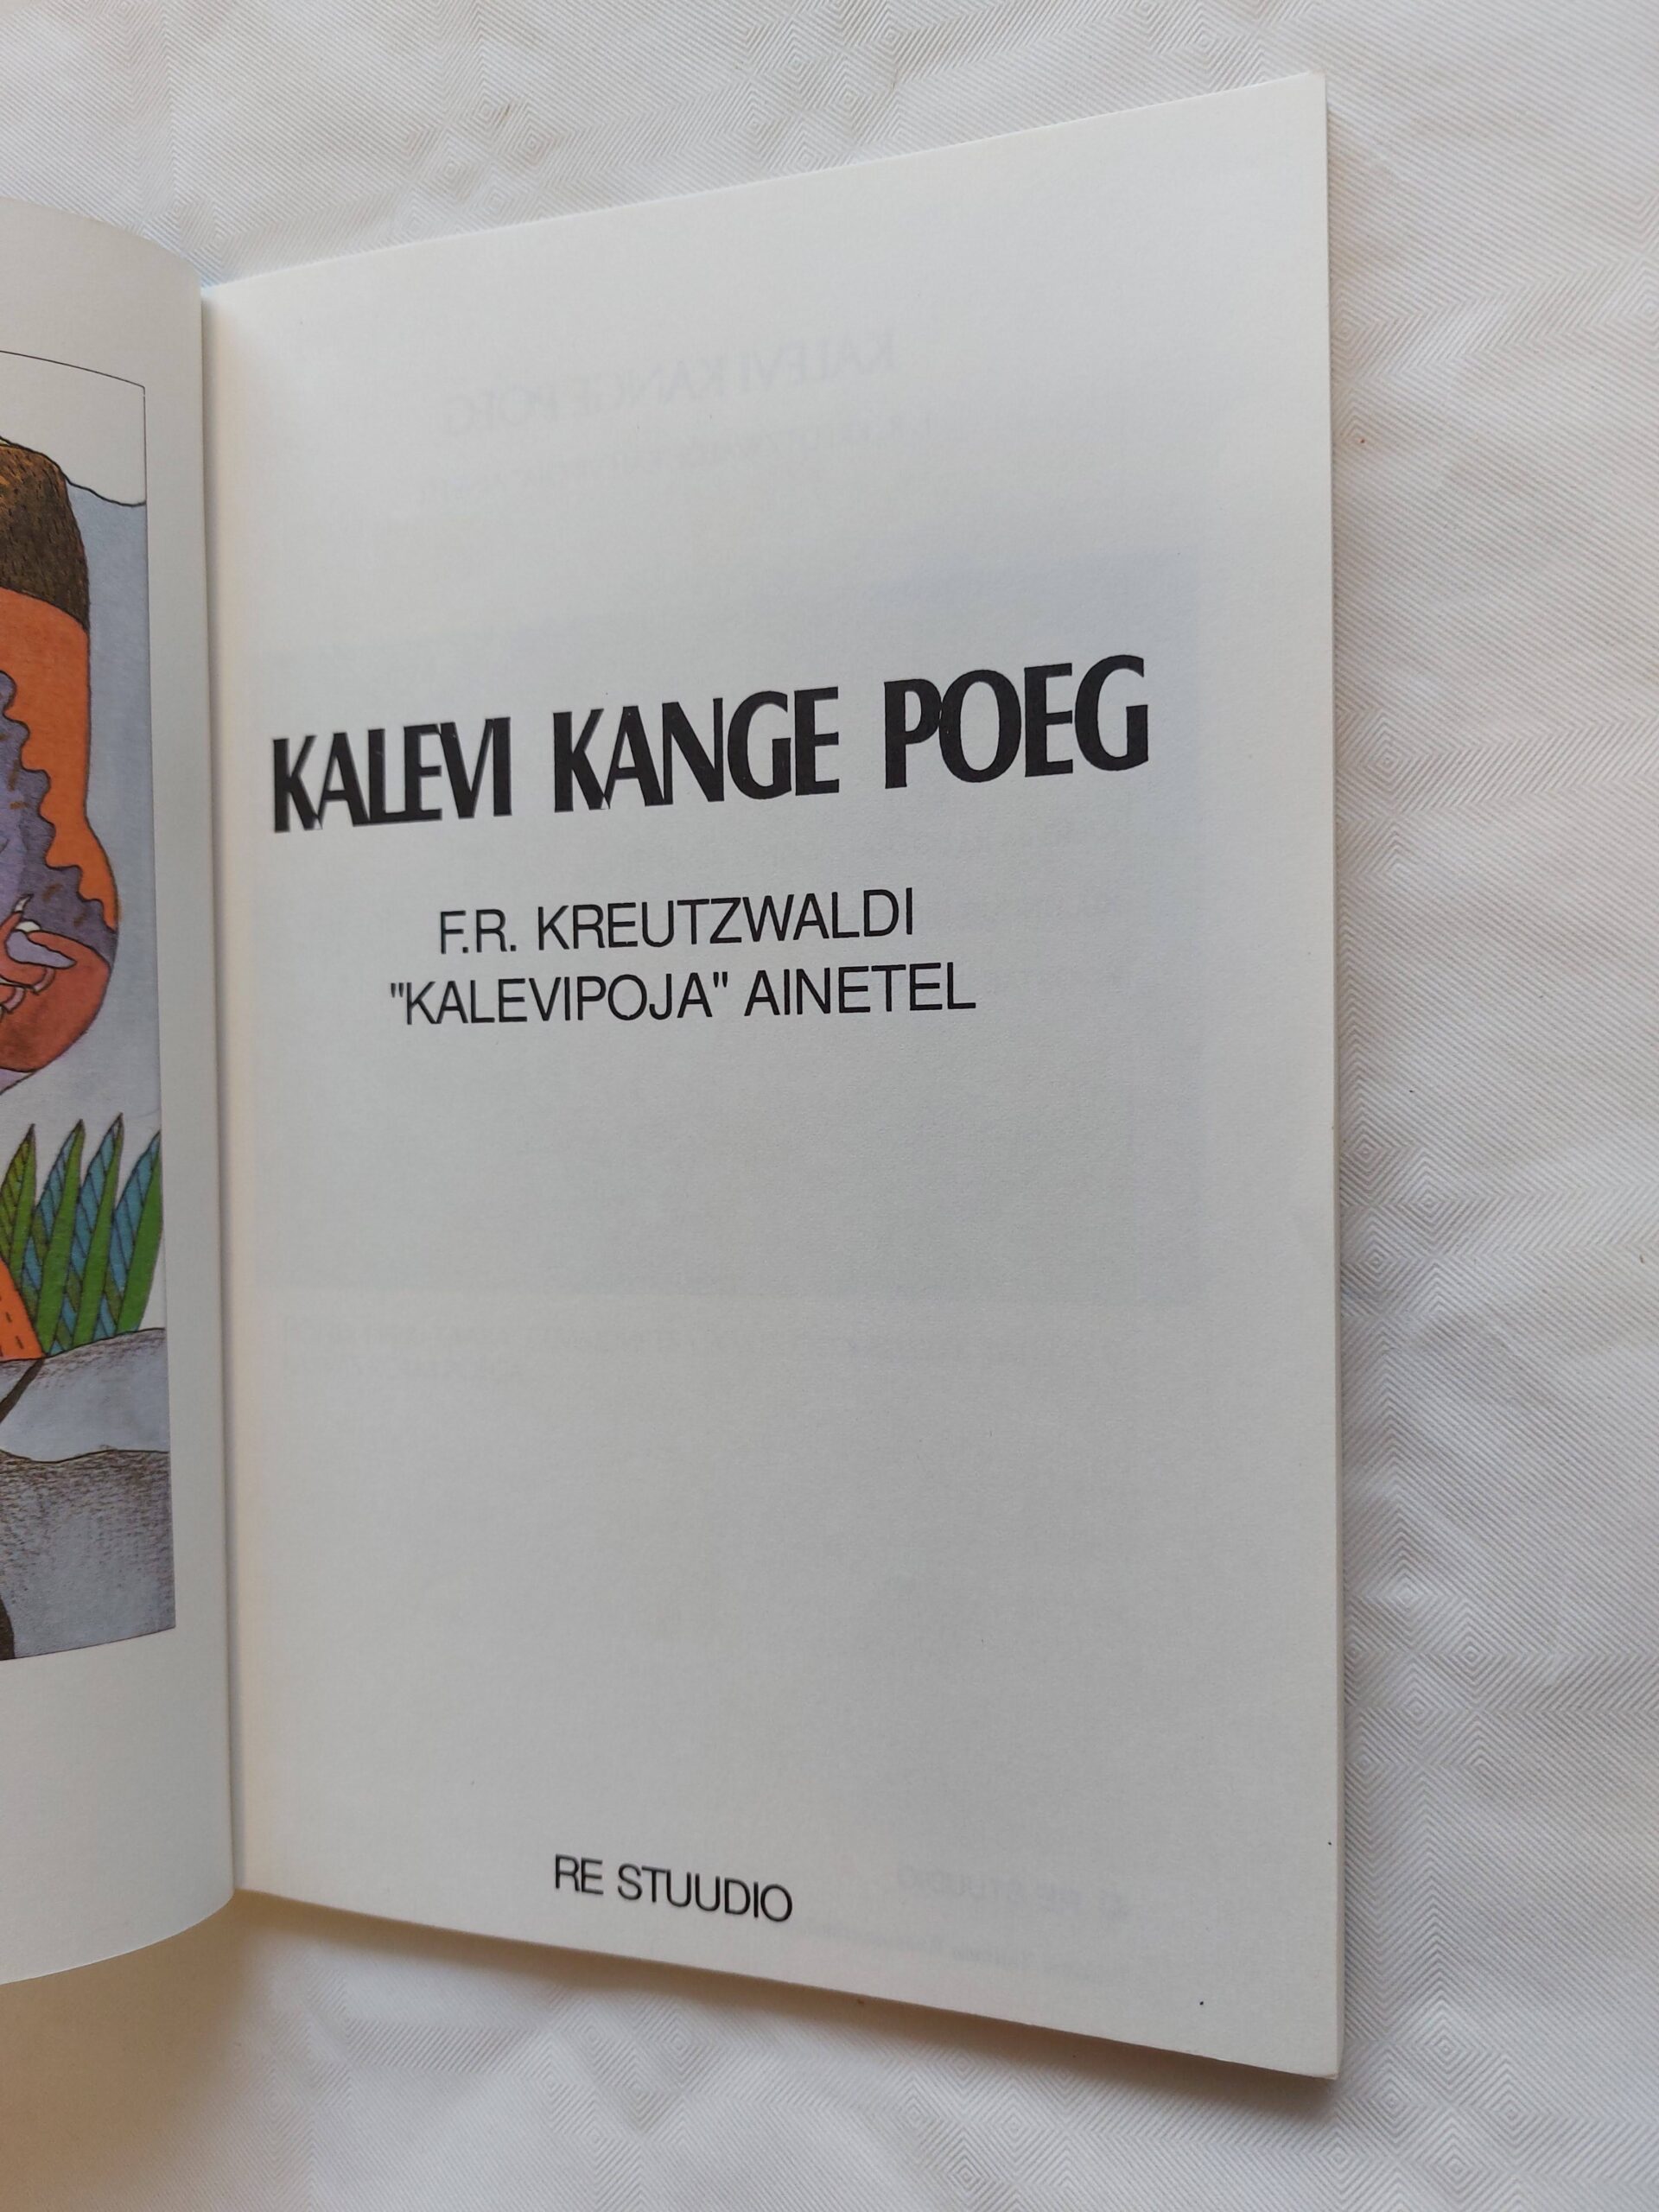 KALEVI KANGE POEG
F.R. KREUTZWALDI
"KALEVIPOJA" AINETEL
RE STUUDIO